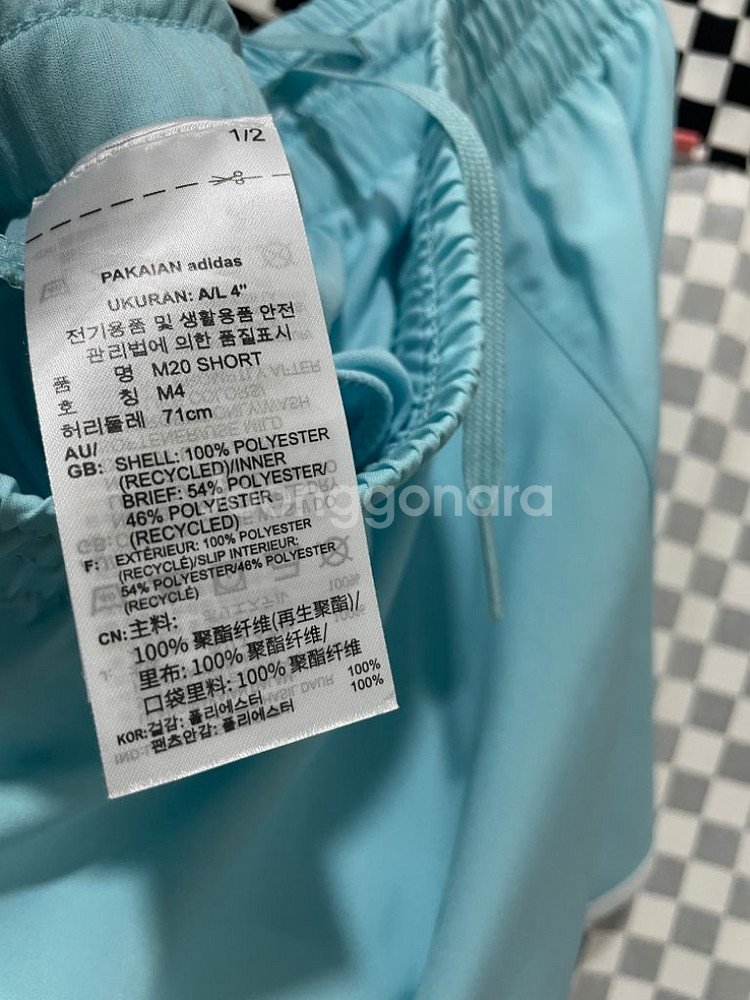 1/2
PAKAIAN adidas
UKURAN: A/L 4"
전기용품 및 생활용품 안전
관리법에 의한 품질표시
품 명 M20 SHORT
호 칭 M4
허리둘레 71cm
AU/
GB: SHELL: 100% POLYESTER
(RECYCLED)/INNER
BRIEF: 54% POLYESTER/
46% POLYESTER
(RECYCLED)
F: EXTÉRIEUR: 100% POLYESTER
(RECYCLÉ)/SLIP INTERIEUR:
54% POLYESTER/46% POLYESTER
(RECYCLÉ)
CN: 主料:
100% 聚酯纤维(再生聚酯)/
里布: 100% 聚酯纤维/
口袋里料: 100% 聚酯纤维
KOR: 겉감: 폴리에스터 100%
팬츠안감: 폴리에스터 100%
nggonara